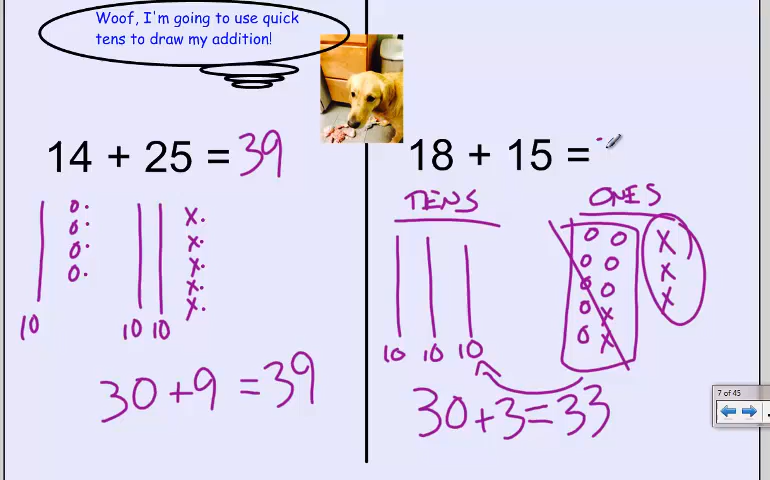 Woof, I'm going to use quick
tens to draw my addition!
14 + 25 = 39
10 10 10
30+9=39
18 + 15 =
TENS ONES
10 10 10
30+3=33
7 of 45